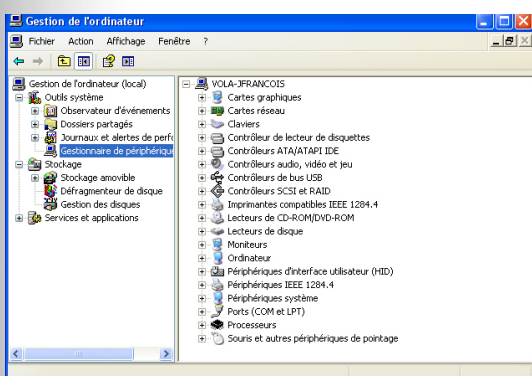 Gestion de l'ordinateur
Fichier Action Affichage Fenêtre ?
Gestion de l'ordinateur (local)
Outils système
Observateur d'événements
Dossiers partagés
Journaux et alertes de perfo
Gestionnaire de périphérique
Stockage
Stockage amovible
Défragmenteur de disque
Gestion des disques
Services et applications
VOLA-JFRANCOIS
Cartes graphiques
Cartes réseau
Claviers
Contrôleur de lecteur de disquettes
Contrôleurs ATA/ATAPI IDE
Contrôleurs audio, vidéo et jeu
Contrôleurs de bus USB
Contrôleurs SCSI et RAID
Imprimantes compatibles IEEE 1284.4
Lecteurs de CD-ROM/DVD-ROM
Lecteurs de disque
Moniteurs
Ordinateur
Périphériques d'interface utilisateur (HID)
Périphériques IEEE 1284.4
Périphériques système
Ports (COM et LPT)
Processeurs
Souris et autres périphériques de pointage